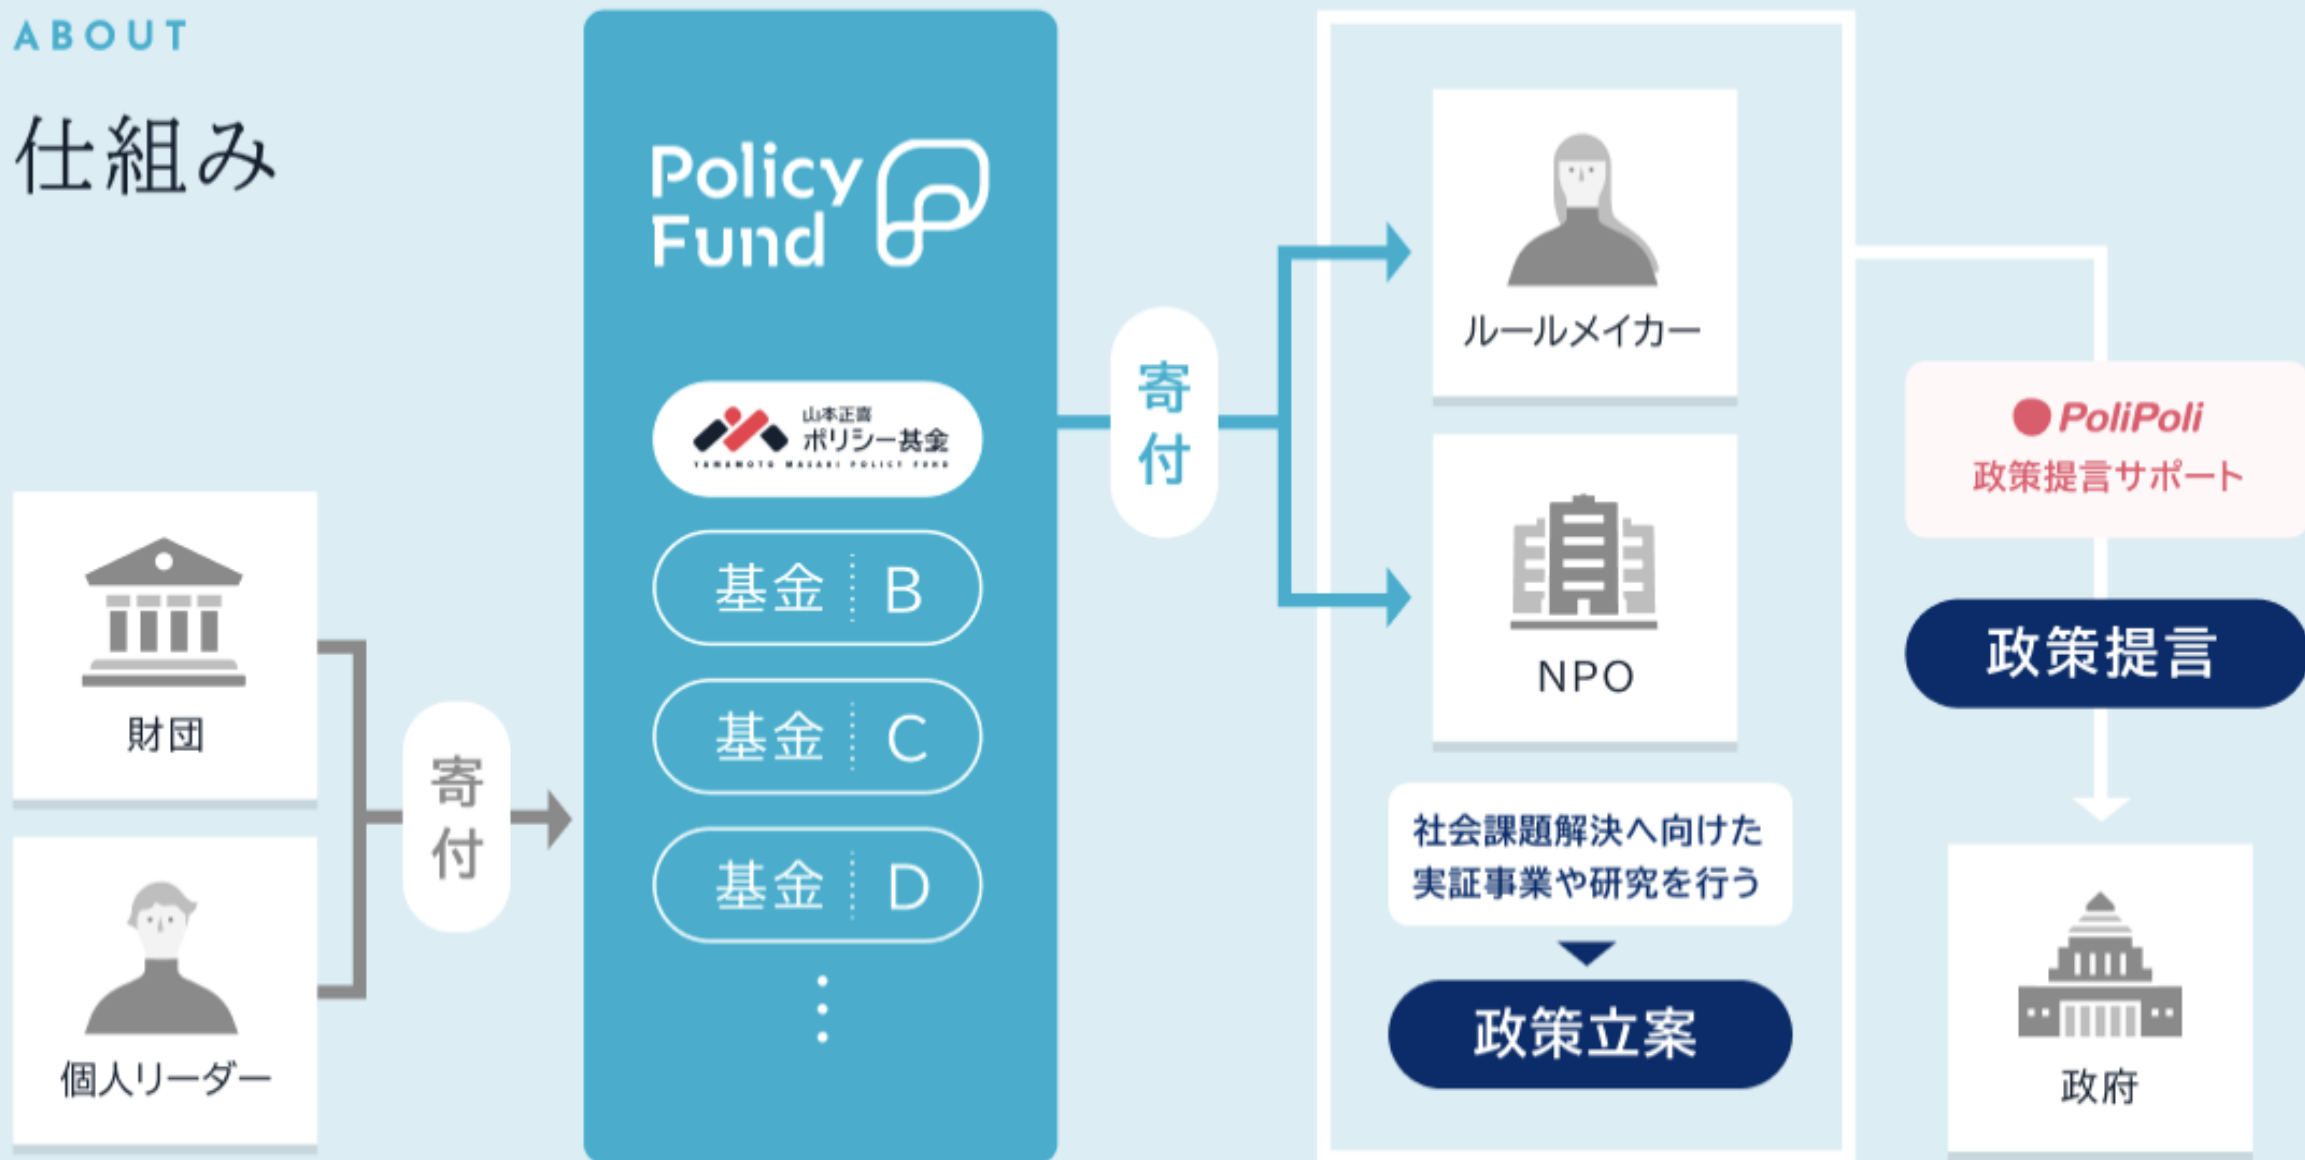 ABOUT
仕組み
財団
個人リーダー
寄付
Policy
Fund
山本正喜
ポリシー基金
YAMAMOTO MASAKI POLICY FUND
基金 B
基金 C
基金 D
寄付
ルールメイカー
NPO
社会課題解決へ向けた
実証事業や研究を行う
政策立案
PoliPoli
政策提言サポート
政策提言
政府